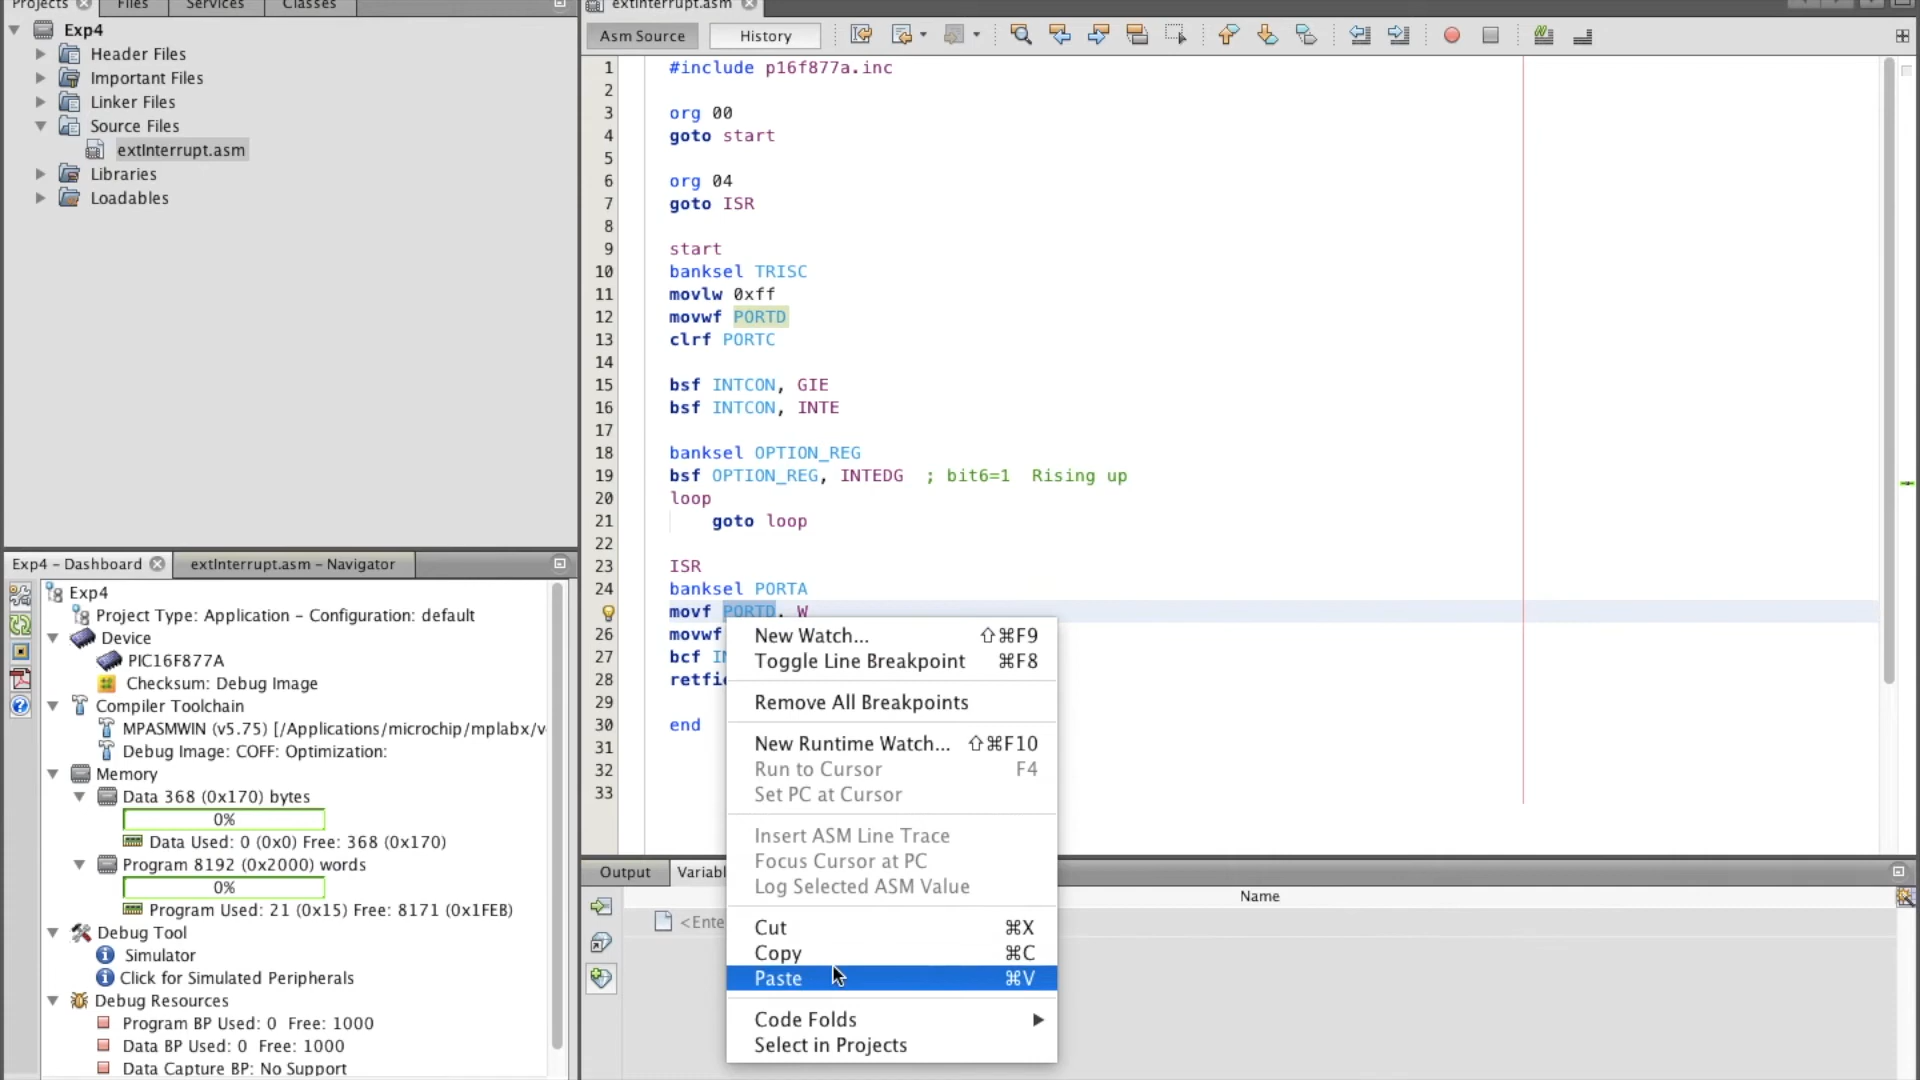 Projects
Files
Services
Classes
Exp4
Header Files
Important Files
Linker Files
Source Files
extInterrupt.asm
Libraries
Loadables
Exp4 – Dashboard
extInterrupt.asm – Navigator
Exp4
Project Type: Application – Configuration: default
Device
PIC16F877A
Checksum: Debug Image
Compiler Toolchain
MPASMWIN (v5.75) [/Applications/microchip/mplabx/v
Debug Image: COFF: Optimization:
Memory
Data 368 (0x170) bytes
0%
Data Used: 0 (0x0) Free: 368 (0x170)
Program 8192 (0x2000) words
0%
Program Used: 21 (0x15) Free: 8171 (0x1FEB)
Debug Tool
Simulator
Click for Simulated Peripherals
Debug Resources
Program BP Used: 0 Free: 1000
Data BP Used: 0 Free: 1000
Data Capture BP: No Support
extInterrupt.asm
Asm Source
History
1 #include p16f877a.inc
2
3 org 00
4 goto start
5
6 org 04
7 goto ISR
8
9 start
10 banksel TRISC
11 movlw 0xff
12 movwf PORTD
13 clrf PORTC
14
15 bsf INTCON, GIE
16 bsf INTCON, INTE
17
18 banksel OPTION_REG
19 bsf OPTION_REG, INTEDG ; bit6=1 Rising up
20 loop
21 goto loop
22
23 ISR
24 banksel PORTA
movf PORTD, W
26 movwf
27 bcf IN
28 retfie
29
30 end
31
32
33
New Watch... ⇧⌘F9
Toggle Line Breakpoint ⌘F8
Remove All Breakpoints
New Runtime Watch... ⇧⌘F10
Run to Cursor F4
Set PC at Cursor
Insert ASM Line Trace
Focus Cursor at PC
Log Selected ASM Value
Cut ⌘X
Copy ⌘C
Paste ⌘V
Code Folds
Select in Projects
Output
Variabl
Name
<Ente